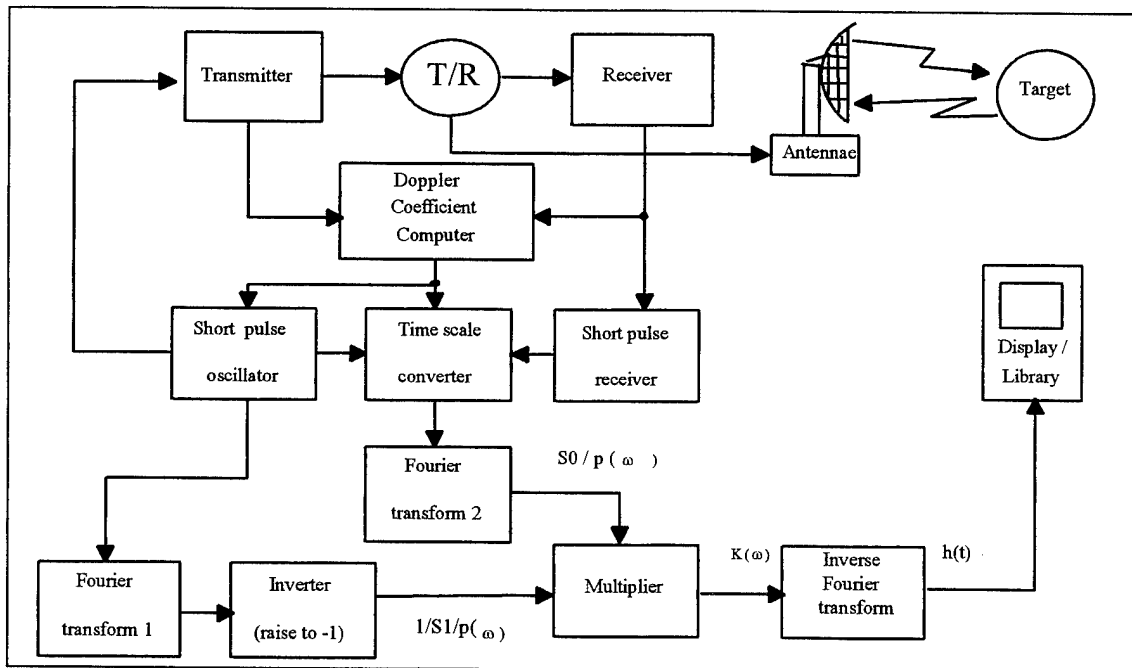 Transmitter
T/R
Receiver
Target
Antennae
Doppler
Coefficient
Computer
Short pulse
oscillator
Time scale
converter
Short pulse
receiver
Display /
Library
Fourier
transform 2
S0 / p ( ω )
Fourier
transform 1
Inverter
(raise to -1)
1/S1/p( ω )
Multiplier
K(ω)
Inverse
Fourier
transform
h(t)